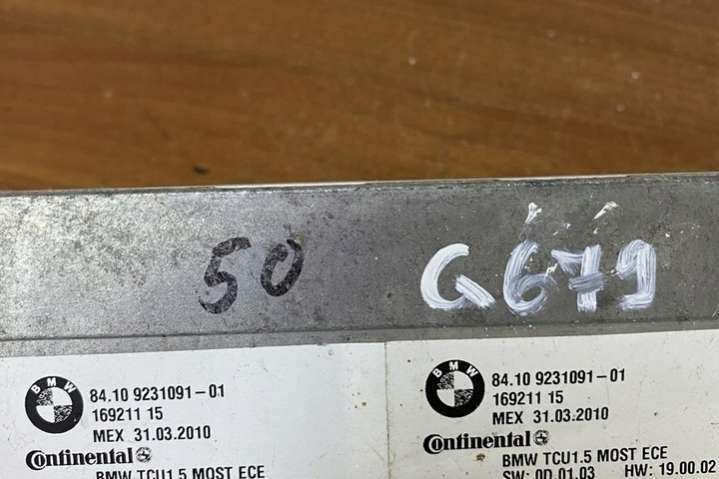 50 G679
BMW
84.10 9231091-01
169211 15
MEX 31.03.2010
Continental
BMW TCU1.5 MOST ECE
BMW
84.10 9231091-01
169211 15
MEX 31.03.2010
Continental
BMW TCU1.5 MOST ECE
SW: 0D.01.03 HW: 19.00.02